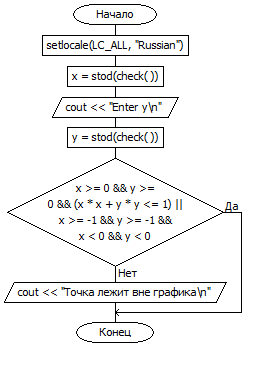 Начало
setlocale(LC_ALL, "Russian")
x = stod(check( ))
cout << "Enter y\n"
y = stod(check( ))
x >= 0 && y >=
0 && (x * x + y * y <= 1) ||
x >= -1 && y >= -1 &&
x < 0 && y < 0
Да
Нет
cout << "Точка лежит вне графика\n"
Конец